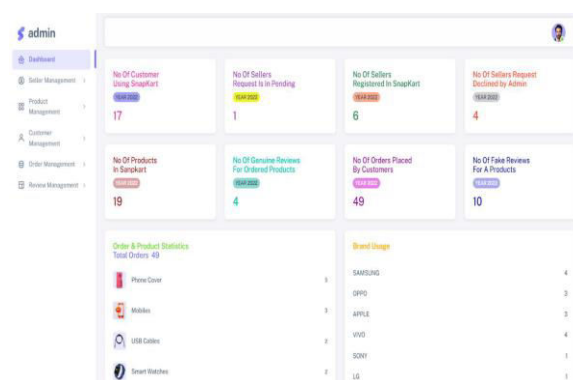 admin
Dashboard
Seller Management
Product
Management
Customer
Management
Order Management
Review Management
No Of Customer
Using SnapKart
YEAR 2022
17
No Of Sellers
Request Is In Pending
YEAR 2022
1
No Of Sellers
Registered In SnapKart
YEAR 2022
6
No Of Sellers Request
Declined by Admin
YEAR 2022
4
No Of Products
In Sanpkart
YEAR 2022
19
No Of Genuine Reviews
For Ordered Products
YEAR 2022
4
No Of Orders Placed
By Customers
YEAR 2022
49
No Of Fake Reviews
For A Products
YEAR 2022
10
Order & Product Statistics
Total Orders 49
Phone Cover
Mobiles 3
USB Cables
Smart Watches 2
Brand Usage
SAMSUNG 4
OPPO 3
APPLE 3
VIVO 4
SONY 1
LG 1